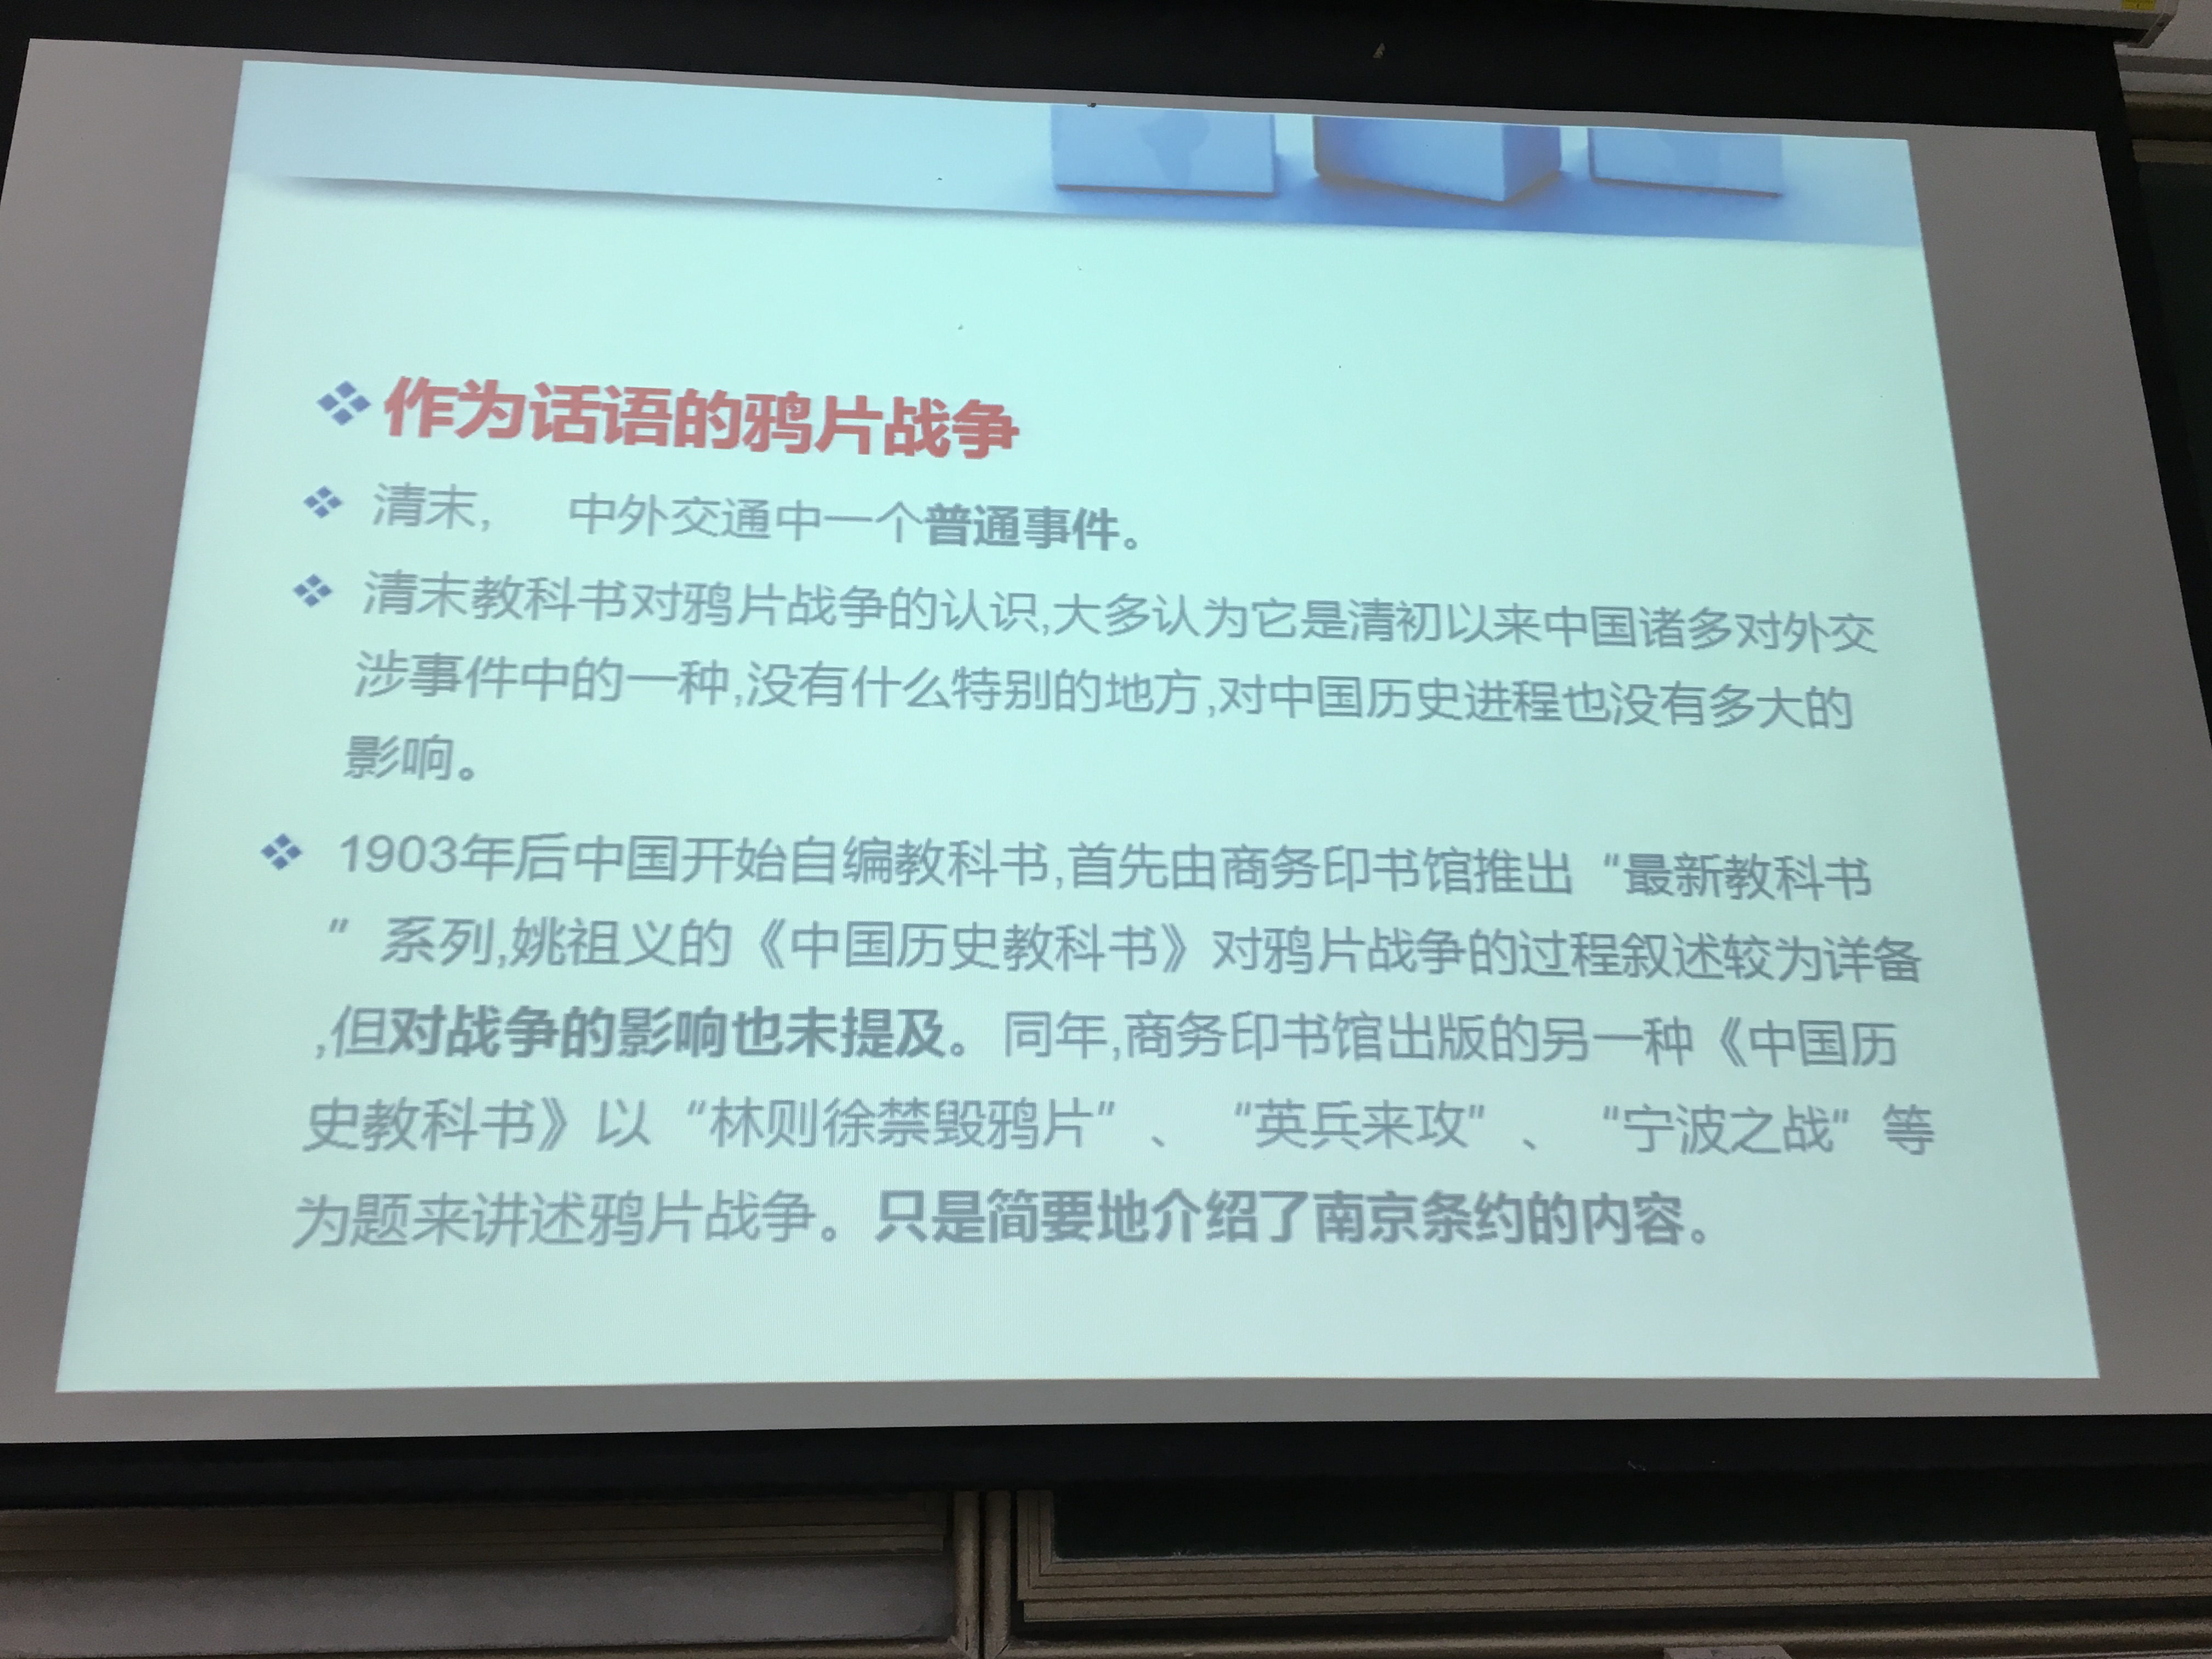 作为话语的鸦片战争
清末,　中外交通中一个普通事件。
清末教科书对鸦片战争的认识,大多认为它是清初以来中国诸多对外交
涉事件中的一种,没有什么特别的地方,对中国历史进程也没有多大的
影响。
1903年后中国开始自编教科书,首先由商务印书馆推出“最新教科书
”系列,姚祖义的《中国历史教科书》对鸦片战争的过程叙述较为详备
,但对战争的影响也未提及。同年,商务印书馆出版的另一种《中国历
史教科书》以“林则徐禁毁鸦片”、“英兵来攻”、“宁波之战”等
为题来讲述鸦片战争。只是简要地介绍了南京条约的内容。